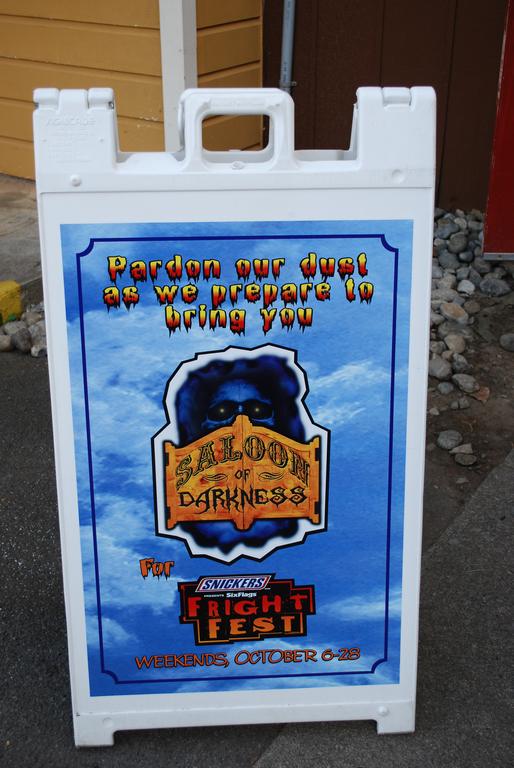 Pardon our dust
as we prepare to
bring you
SALOON
OF
DARKNESS
For
SNICKERS
PRESENTS SixFlags
FRIGHT
FEST
WEEKENDS, OCTOBER 6-28